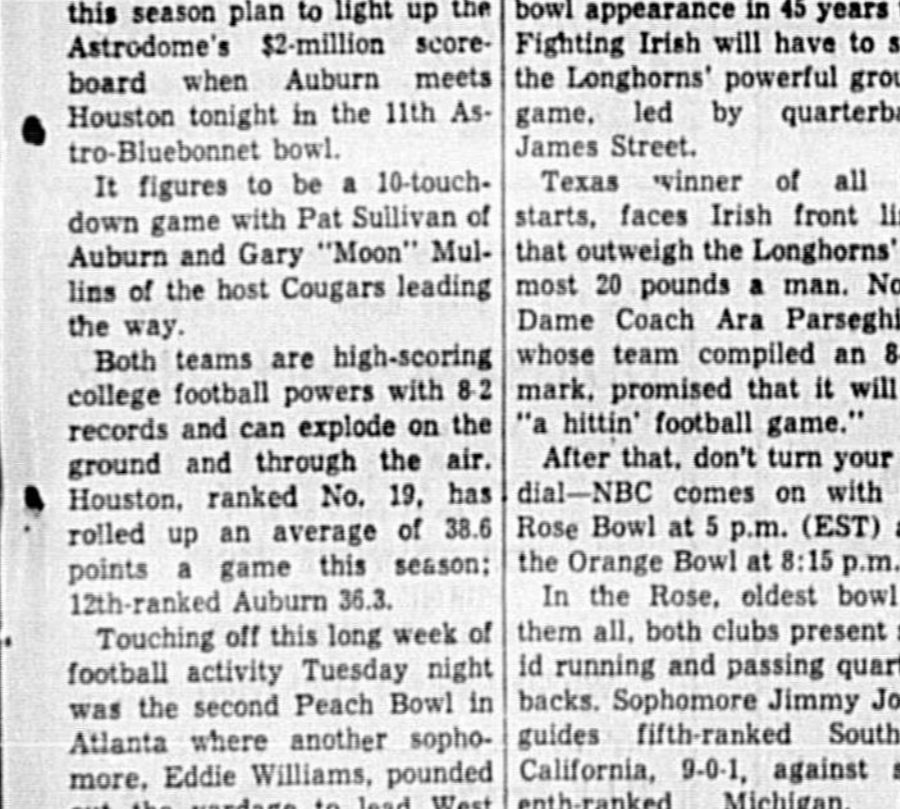 this season plan to light up the
Astrodome's $2-million score-
board when Auburn meets
Houston tonight in the 11th As-
tro-Bluebonnet bowl.
It figures to be a 10-touch-
down game with Pat Sullivan of
Auburn and Gary "Moon" Mul-
lins of the host Cougars leading
the way.
Both teams are high-scoring
college football powers with 8-2
records and can explode on the
ground and through the air.
Houston, ranked No. 19, has
rolled up an average of 38.6
points a game this season;
12th-ranked Auburn 36.3.
Touching off this long week of
football activity Tuesday night
was the second Peach Bowl in
Atlanta where another sopho-
more, Eddie Williams, pounded
out the yardage to lead West
bowl appearance in 45 years
Fighting Irish will have to s
the Longhorns' powerful grou
game, led by quarterba
James Street.
Texas winner of all
starts, faces Irish front li
that outweigh the Longhorns'
most 20 pounds a man. No
Dame Coach Ara Parseghi
whose team compiled an 8-
mark, promised that it will
"a hittin' football game."
After that, don't turn your
dial—NBC comes on with
Rose Bowl at 5 p.m. (EST) a
the Orange Bowl at 8:15 p.m.
In the Rose, oldest bowl
them all, both clubs present s
id running and passing quart
backs. Sophomore Jimmy Jo
guides fifth-ranked South
California, 9-0-1, against s
enth-ranked Michigan